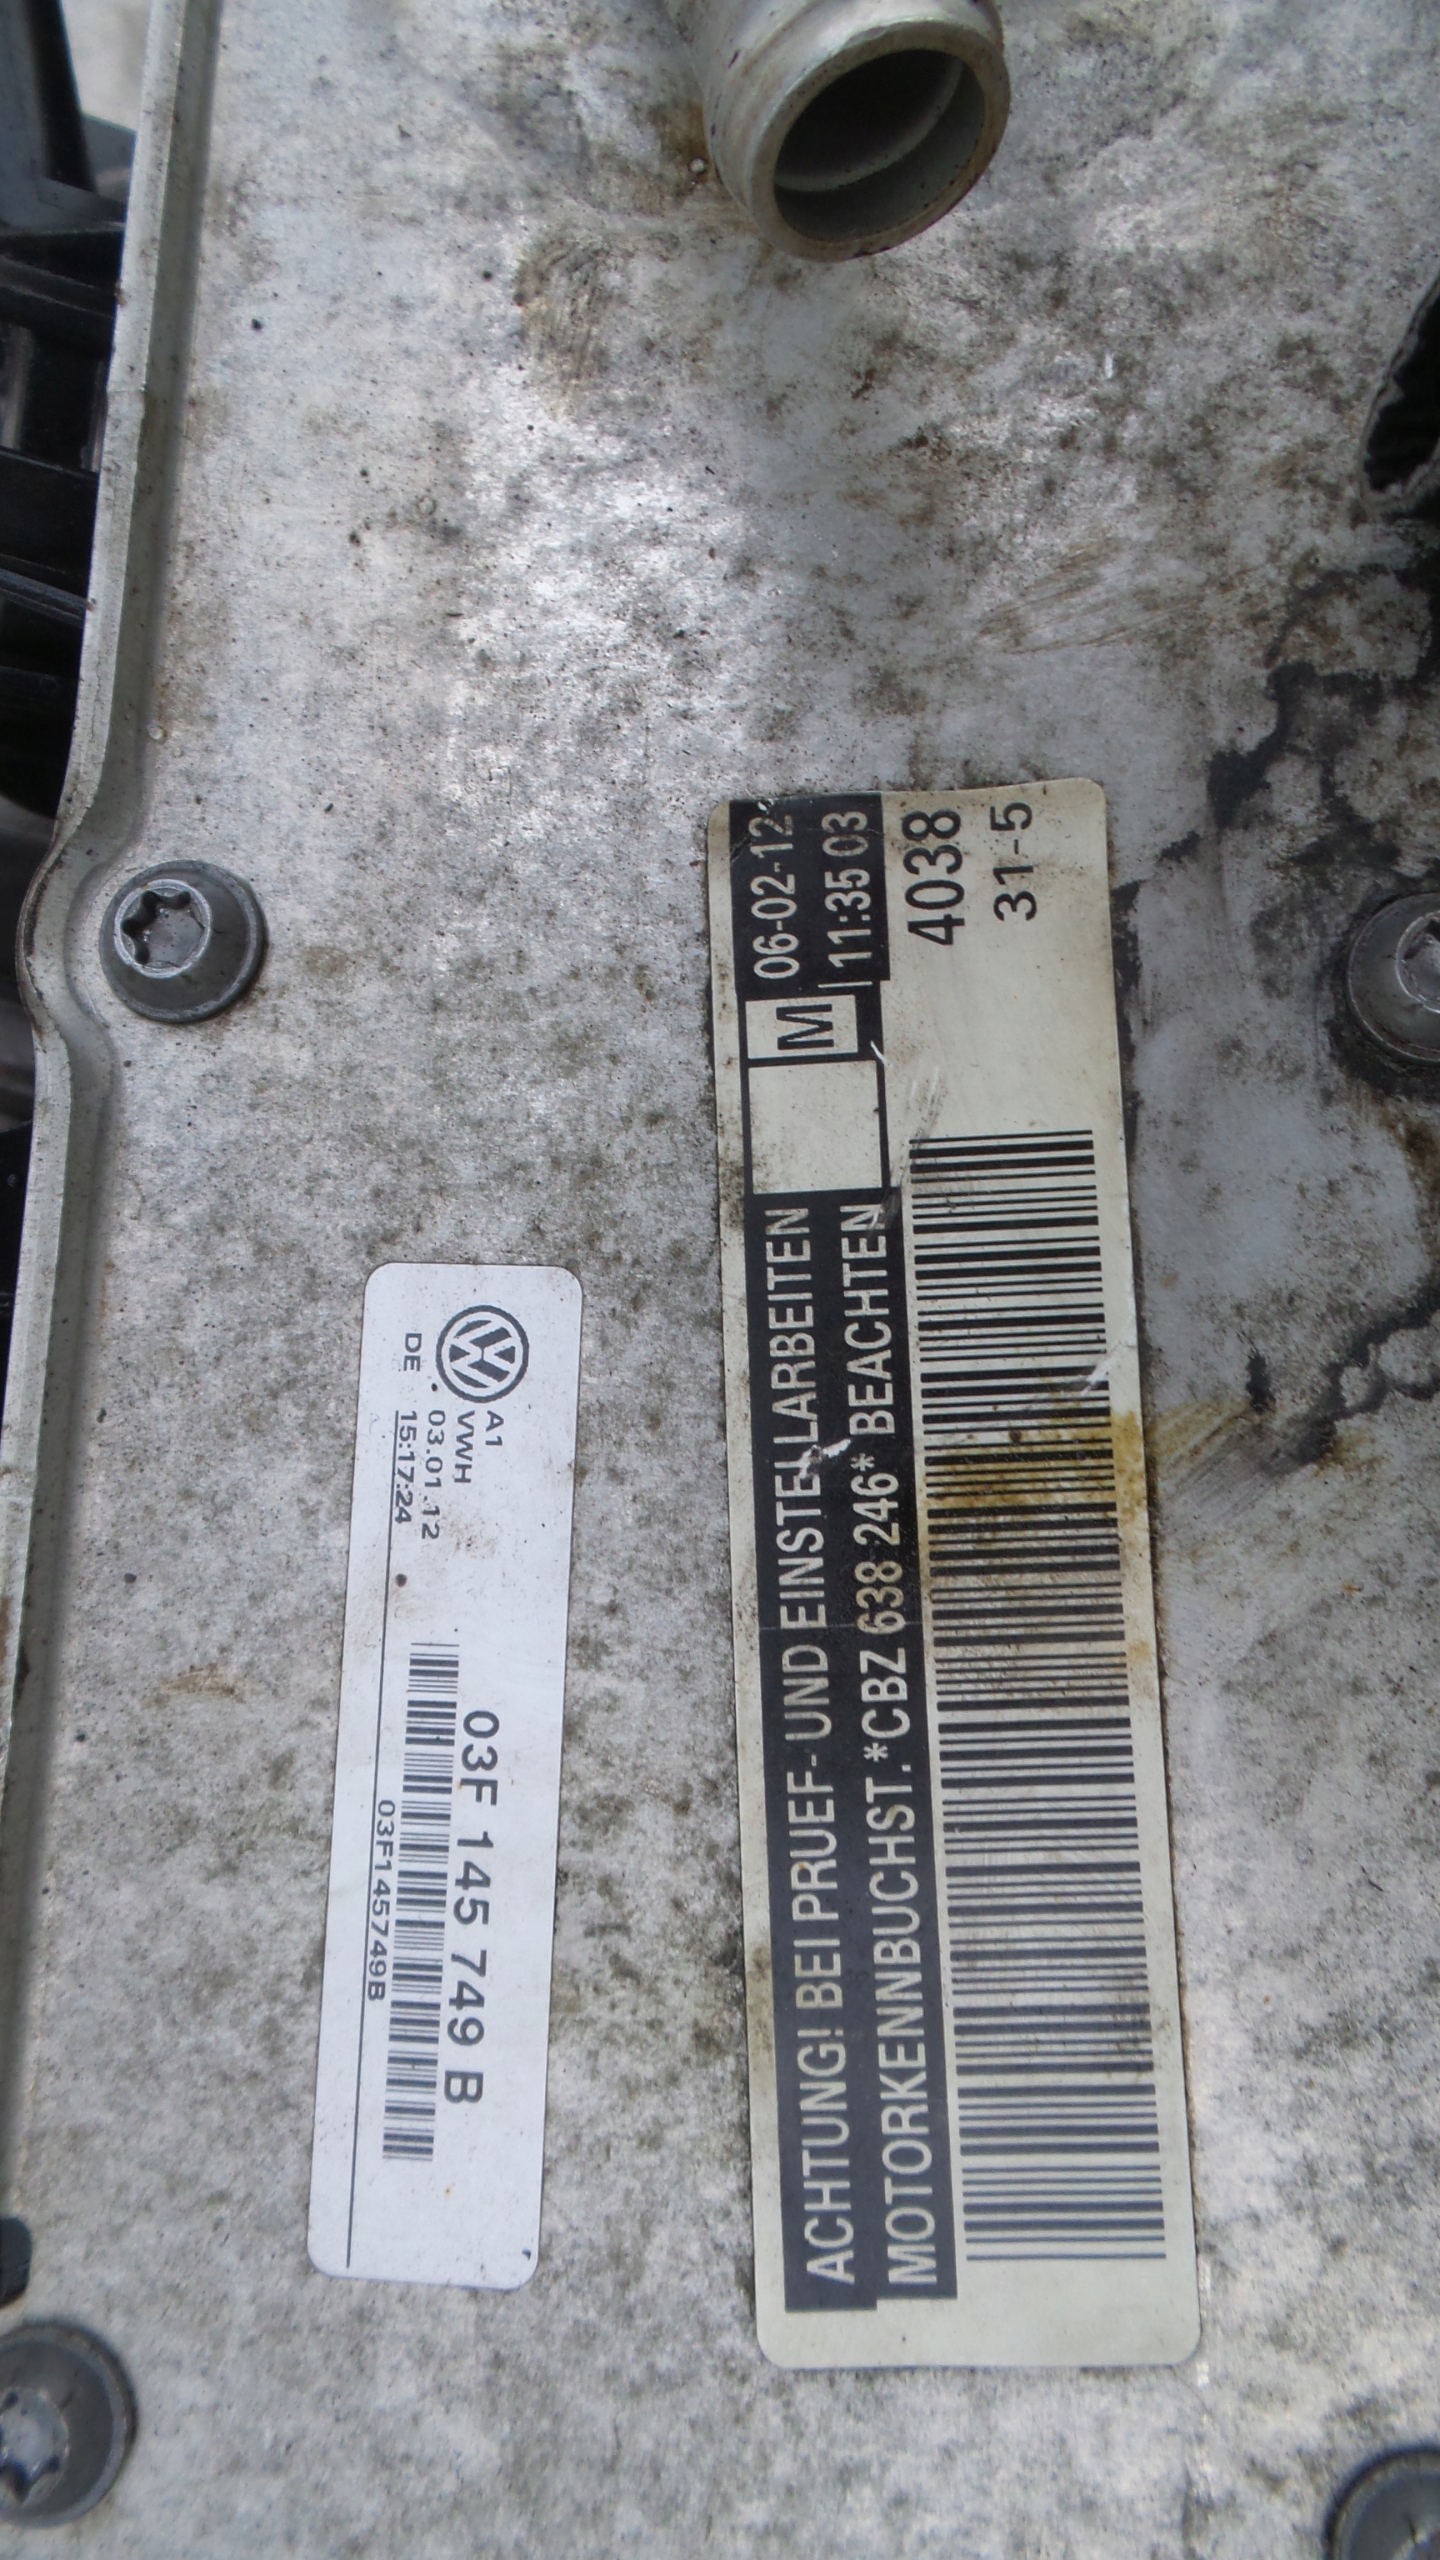 A1
VWH
03.01.12
DE 15:17:24
03F 145 749 B
03F145749B
ACHTUNG! BEI PRUEF- UND EINSTELLARBEITEN
MOTORKENNBUCHST.*CBZ 638 246* BEACHTEN
M
06-02-12
11:35 03
4038
31-5